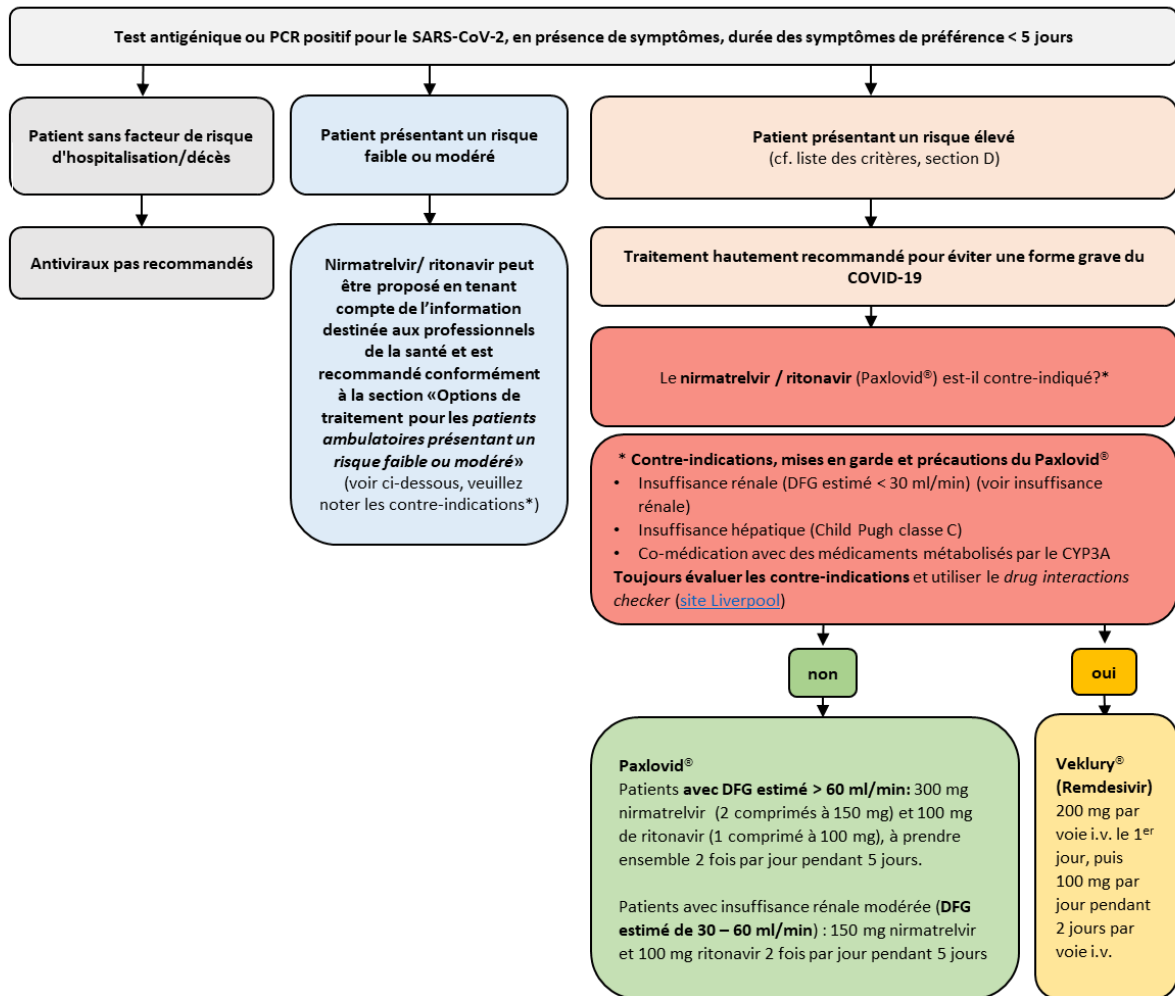 Test antigénique ou PCR positif pour le SARS-CoV-2, en présence de symptômes, durée des symptômes de préférence < 5 jours
Patient sans facteur de risque
d'hospitalisation/décès
Antiviraux pas recommandés
Patient présentant un risque
faible ou modéré
Nirmatrelvir/ ritonavir peut
être proposé en tenant
compte de l’information
destinée aux professionnels
de la santé et est
recommandé conformément
à la section «Options de
traitement pour les patients
ambulatoires présentant un
risque faible ou modéré»
(voir ci-dessous, veuillez
noter les contre-indications*)
Patient présentant un risque élevé
(cf. liste des critères, section D)
Traitement hautement recommandé pour éviter une forme grave du
COVID-19
Le nirmatrelvir / ritonavir (Paxlovid®) est-il contre-indiqué?*
* Contre-indications, mises en garde et précautions du Paxlovid®
• Insuffisance rénale (DFG estimé < 30 ml/min) (voir insuffisance
rénale)
• Insuffisance hépatique (Child Pugh classe C)
• Co-médication avec des médicaments métabolisés par le CYP3A
Toujours évaluer les contre-indications et utiliser le drug interactions
checker (site Liverpool)
non
Paxlovid®
Patients avec DFG estimé > 60 ml/min: 300 mg
nirmatrelvir (2 comprimés à 150 mg) et 100 mg
de ritonavir (1 comprimé à 100 mg), à prendre
ensemble 2 fois par jour pendant 5 jours.
Patients avec insuffisance rénale modérée (DFG
estimé de 30 – 60 ml/min) : 150 mg nirmatrelvir
et 100 mg ritonavir 2 fois par jour pendant 5 jours
oui
Veklury®
(Remdesivir)
200 mg par
voie i.v. le 1er
jour, puis
100 mg par
jour pendant
2 jours par
voie i.v.